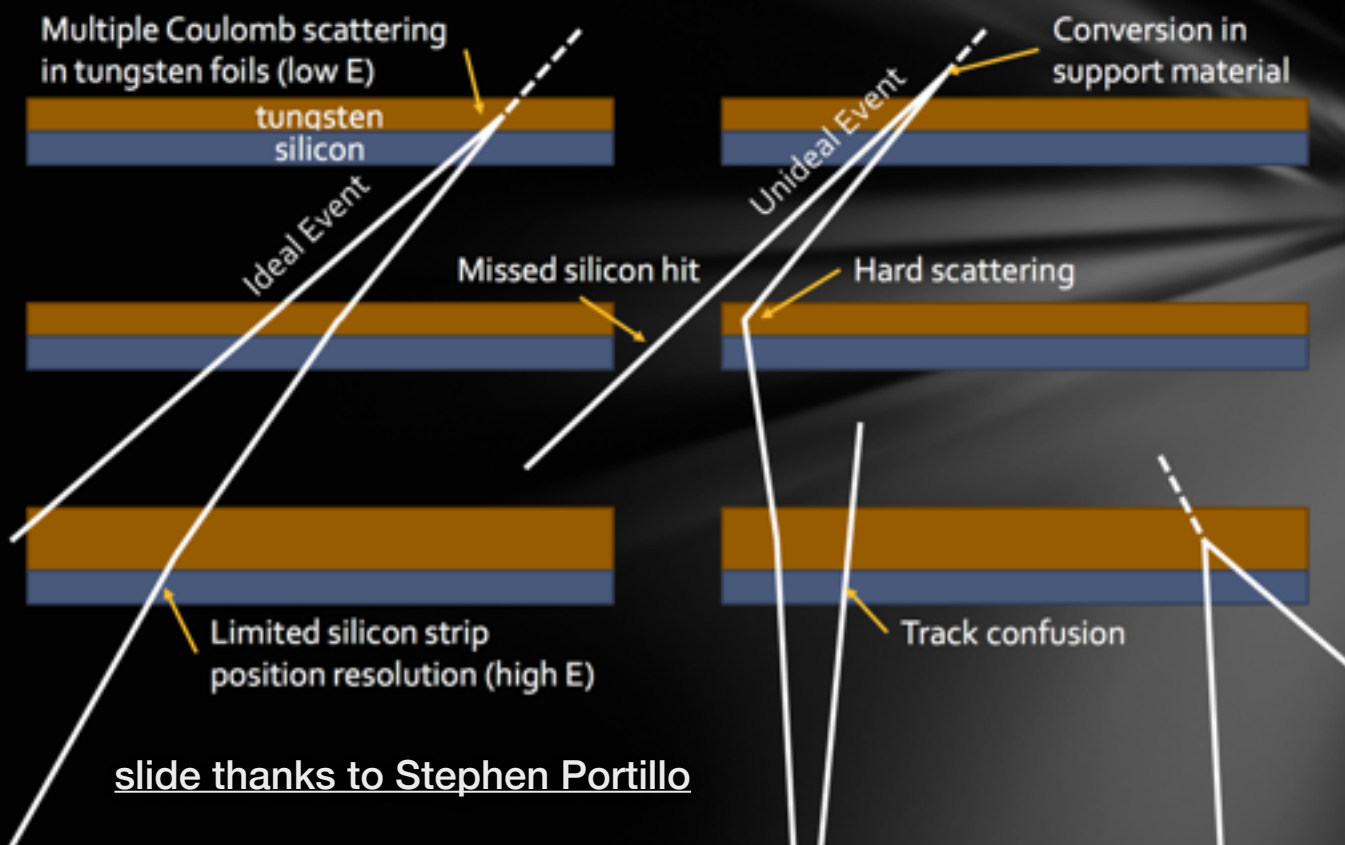 Multiple Coulomb scattering
in tungsten foils (low E)
Conversion in
support material
tungsten
silicon
Ideal Event
Unideal Event
Missed silicon hit
Hard scattering
Limited silicon strip
position resolution (high E)
Track confusion
slide thanks to Stephen Portillo